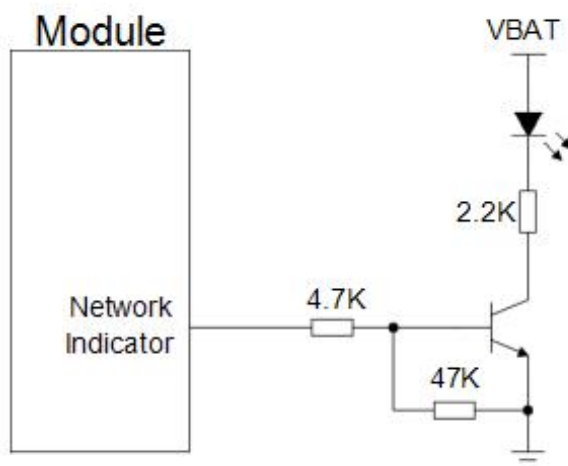 Module
VBAT
2.2K
4.7K
Network
Indicator
47K